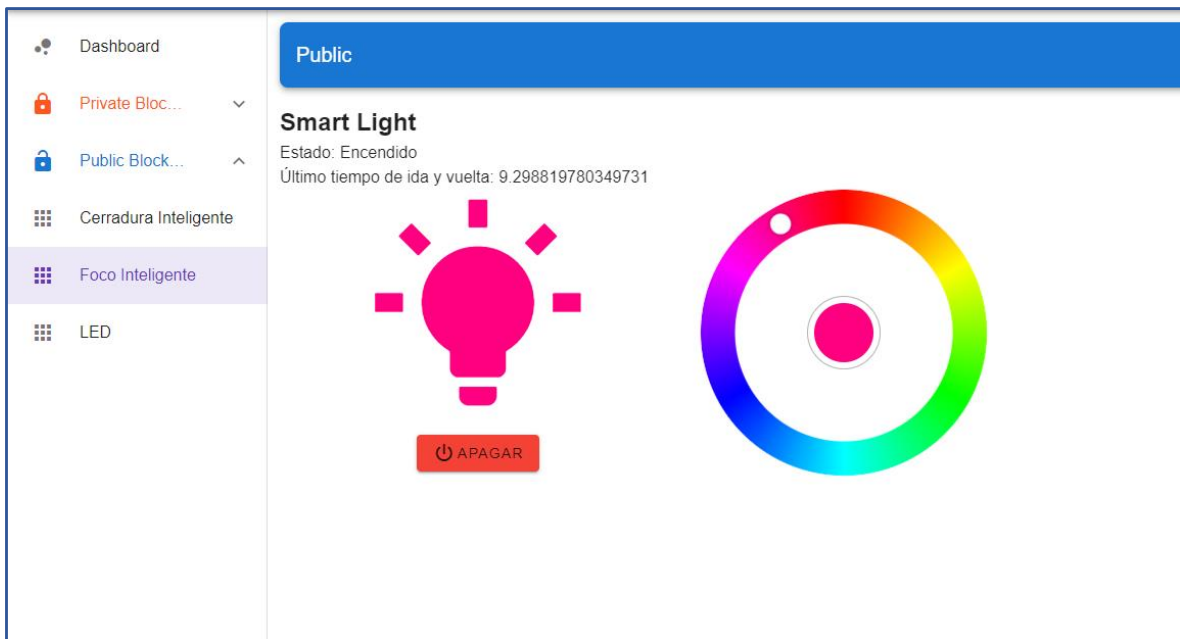 Dashboard
Private Bloc...
Public Block...
Cerradura Inteligente
Foco Inteligente
LED
Public
Smart Light
Estado: Encendido
Último tiempo de ida y vuelta: 9.298819780349731
APAGAR